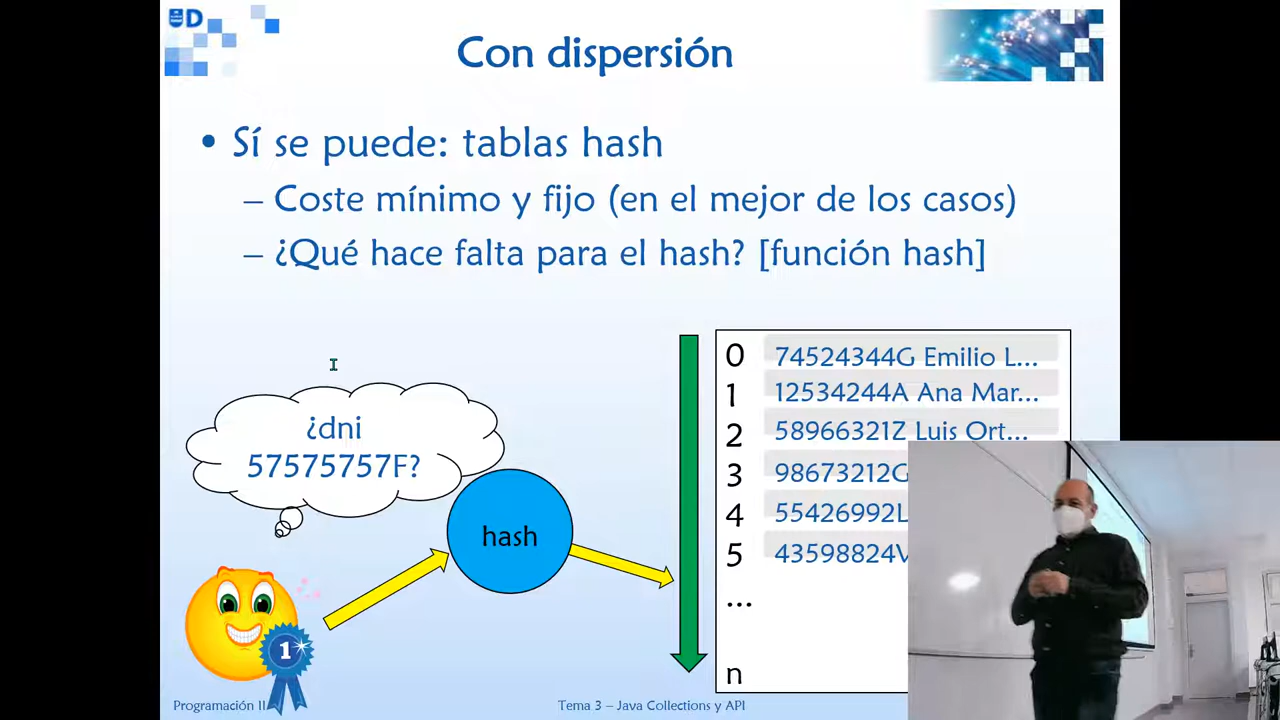 UD
Con dispersión
• Sí se puede: tablas hash
– Coste mínimo y fijo (en el mejor de los casos)
– ¿Qué hace falta para el hash? [función hash]
¿dni
57575757F?
hash
1
0 74524344G Emilio L...
1 12534244A Ana Mar...
2 58966321Z Luis Ort...
3 98673212G
4 55426992L
5 43598824V
...
n
Programación II
Tema 3 – Java Collections y API